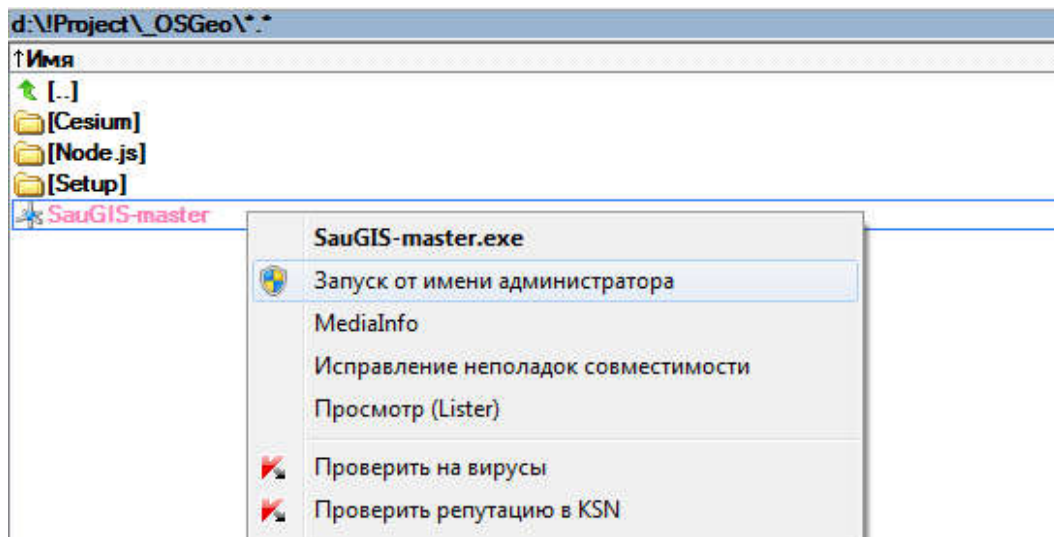 d:\!Project\_OSGeo\*.*
↑Имя
[..]
[Cesium]
[Node.js]
[Setup]
SauGIS-master
SauGIS-master.exe
Запуск от имени администратора
MediaInfo
Исправление неполадок совместимости
Просмотр (Lister)
Проверить на вирусы
Проверить репутацию в KSN